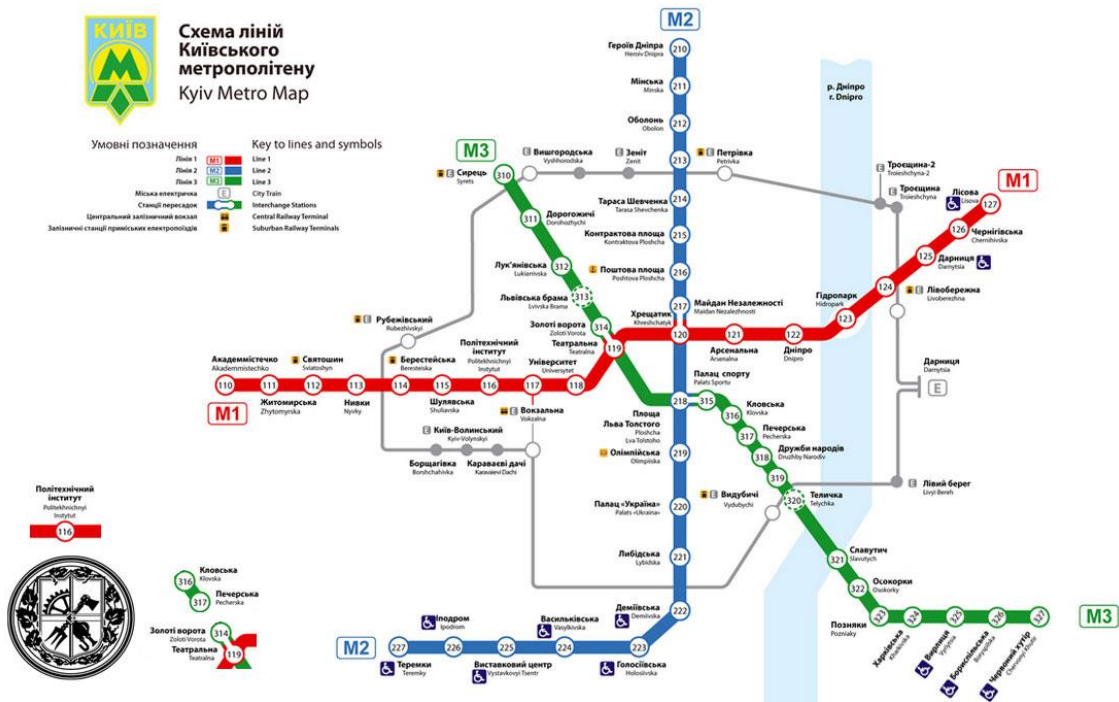 КИЇВ
Схема ліній
Київського
метрополітену
Kyiv Metro Map
Умовні позначення
Key to lines and symbols
Лінія 1 M1 Line 1
Лінія 2 M2 Line 2
Лінія 3 M3 Line 3
Міська електричка E City Train
Станції пересадок Interchange Stations
Центральний залізничний вокзал Central Railway Terminal
Залізничні станції приміських електропоїздів Suburban Railway Terminals
M2
Героїв Дніпра
Heroiv Dnipra
210
Мінська
Minska
211
Оболонь
Obolon
212
213
E Петрівка
Petrivka
Тараса Шевченка
Tarasa Shevchenka
214
Контрактова площа
Kontraktova Ploshcha
215
Поштова площа
Poshtova Ploshcha
216
217
Майдан Незалежності
Maidan Nezalezhnosti
р. Дніпро
r. Dnipro
M3
E Сирець
Syrets
310
E Вишгородська
Vyshhorodska
E Зеніт
Zenit
Дорогожичі
Dorohozhychi
311
Лук'янівська
Lukianivska
312
Львівська брама
Lvivska Brama
313
Золоті ворота
Zoloti Vorota
314
Театральна
Teatralna
119
Хрещатик
Khreshchatyk
120
Арсенальна
Arsenalna
121
Дніпро
Dnipro
122
Гідропарк
Hidropark
123
124
E Лівобережна
Livoberezhna
Дарниця
Darnytsia
125
Чернігівська
Chernihivska
126
Лісова
Lisova
127
M1
Троєщина-2
Troieshchyna-2
E
E Троєщина
Troieshchyna
Дарниця
Darnytsia
E
E Лівий берег
Livyi Bereh
E Рубежівський
Rubezhivskyi
Академмістечко
Akademmistechko
110
Житомирська
Zhytomyrska
111
Святошин
Sviatoshyn
112
Нивки
Nyvky
113
Берестейська
Beresteiska
114
Шулявська
Shuliavska
115
Політехнічний
інститут
Politekhnichnyi
Instytut
116
117
E Вокзальна
Vokzalna
Університет
Universytet
118
M1
E Київ-Волинський
Kyiv-Volynskyi
Борщагівка
Borshchahivka
Караваєві дачі
Karavaievi Dachi
Палац спорту
Palats Sportu
315
218
Площа
Льва Толстого
Ploshcha
Lva Tolstoho
Кловська
Klovska
316
Печерська
Pecherska
317
Дружби народів
Druzhby Narodiv
318
319
E Видубичі
Vydubychi
Теличка
Telychka
320
Славутич
Slavutych
321
Осокорки
Osokorky
322
Позняки
Pozniaky
323
324
Харківська
Kharkivska
325
Вирлиця
Vyrlytsia
326
Бориспільська
Boryspilska
327
Червоний хутір
Chervonyi Khutir
M3
Олімпійська
Olimpiiska
219
Палац «Україна»
Palats «Ukraina»
220
Либідська
Lybidska
221
Деміївська
Demiivska
222
Голосіївська
Holosiivska
223
Васильківська
Vasylkivska
224
Виставковий центр
Vystavkovyi Tsentr
225
Іподром
Ipodrom
226
Теремки
Teremky
227
M2
Політехнічний
інститут
Politekhnichnyi
Instytut
116
316
Кловська
Klovska
317
Печерська
Pecherska
Золоті ворота
Zoloti Vorota
314
Театральна
Teatralna
119